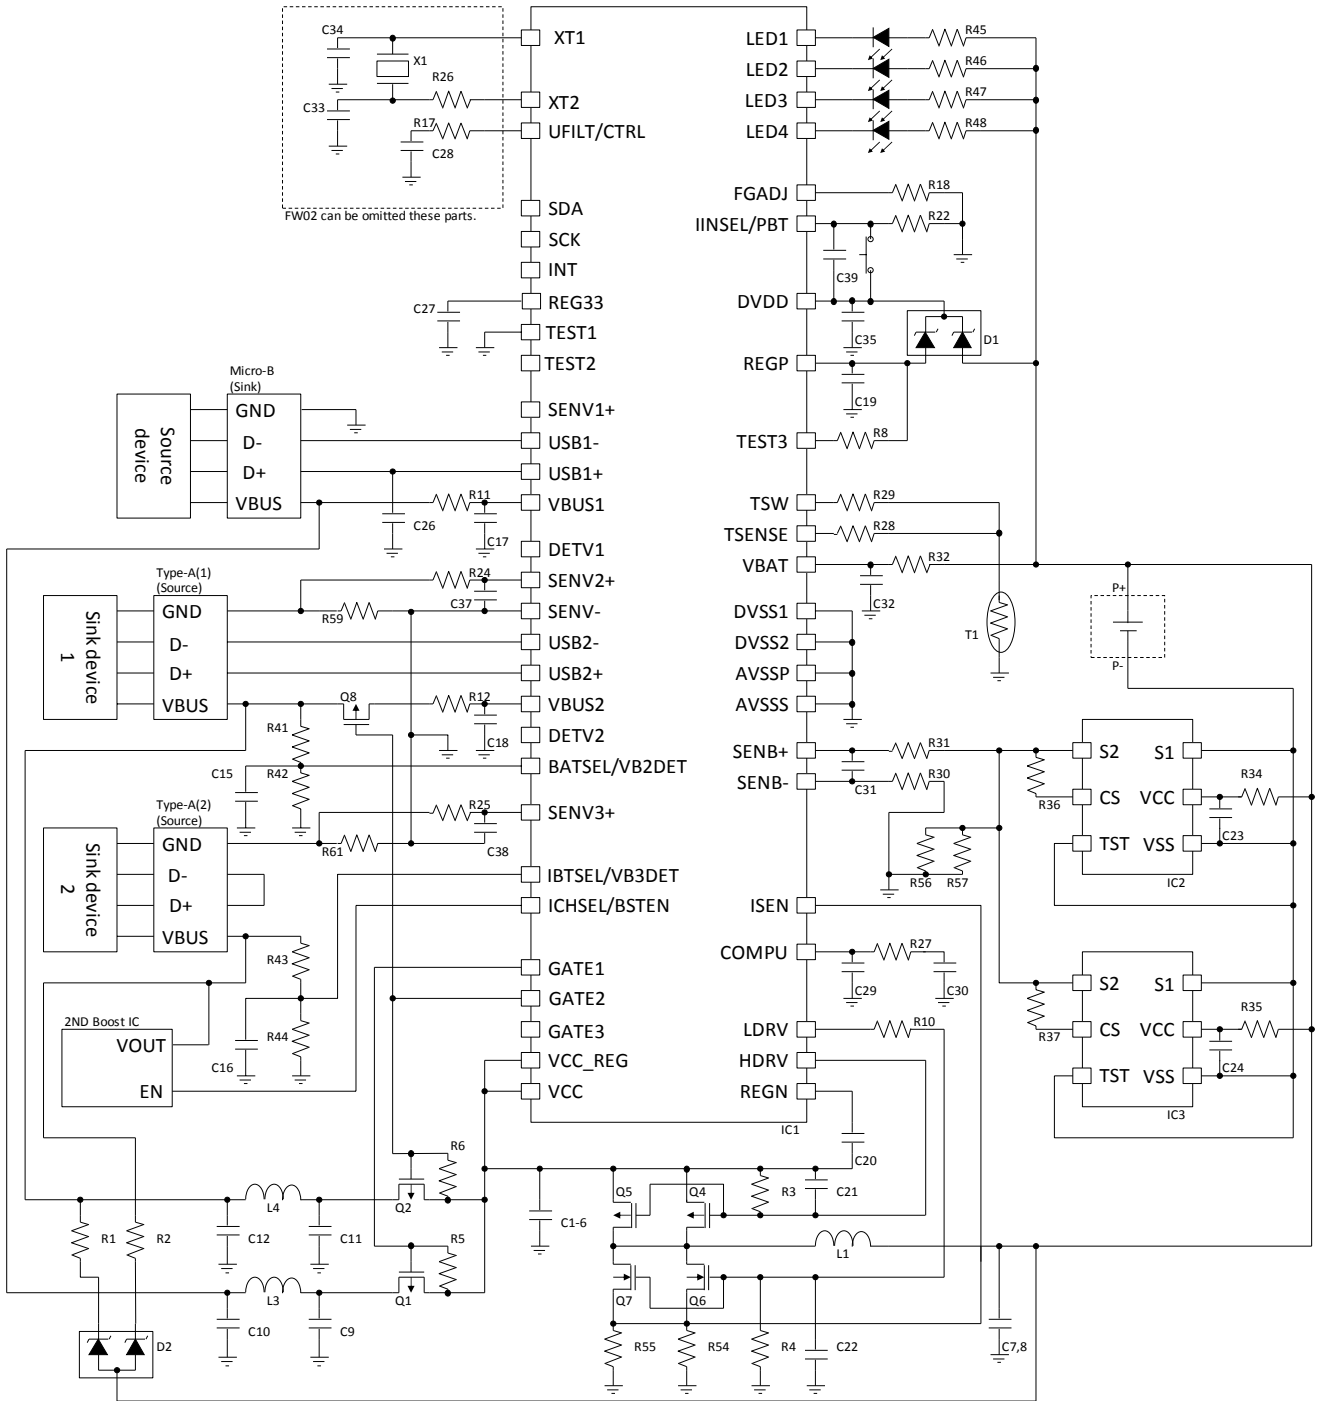 C34
X1
R26
C33
R17
C28
FW02 can be omitted these parts.
XT1
XT2
UFILT/CTRL
SDA
SCK
INT
REG33
TEST1
TEST2
SENV1+
USB1-
USB1+
VBUS1
DETV1
SENV2+
SENV-
USB2-
USB2+
VBUS2
DETV2
BATSEL/VB2DET
SENV3+
IBTSEL/VB3DET
ICHSEL/BSTEN
GATE1
GATE2
GATE3
VCC_REG
VCC
LED1
LED2
LED3
LED4
FGADJ
IINSEL/PBT
DVDD
REGP
TEST3
TSW
TSENSE
VBAT
DVSS1
DVSS2
AVSSP
AVSSS
SENB+
SENB-
ISEN
COMPU
LDRV
HDRV
REGN
IC1
R45
R46
R47
R48
R18
R22
C39
C35
D1
C19
R8
R29
R28
R32
C32
T1
P+
P-
R31
C31
R30
R56
R57
R36
S2
S1
CS
VCC
TST
VSS
IC2
R34
C23
R37
S2
S1
CS
VCC
TST
VSS
IC3
R35
C24
C29
R27
C30
R10
C20
C27
Micro-B
(Sink)
GND
D-
D+
VBUS
Source
device
R11
C26
C17
Type-A(1)
(Source)
GND
D-
D+
VBUS
Sink device
1
R24
C37
R59
Q8
R12
C18
R41
C15
R42
Type-A(2)
(Source)
GND
D-
D+
VBUS
Sink device
2
R25
C38
R61
R43
R44
C16
2ND Boost IC
VOUT
EN
R6
L4
Q2
C12
C11
R1
R2
R5
L3
Q1
C10
C9
D2
C1-6
Q5
Q4
R3
C21
L1
Q7
Q6
R55
R54
R4
C22
C7,8